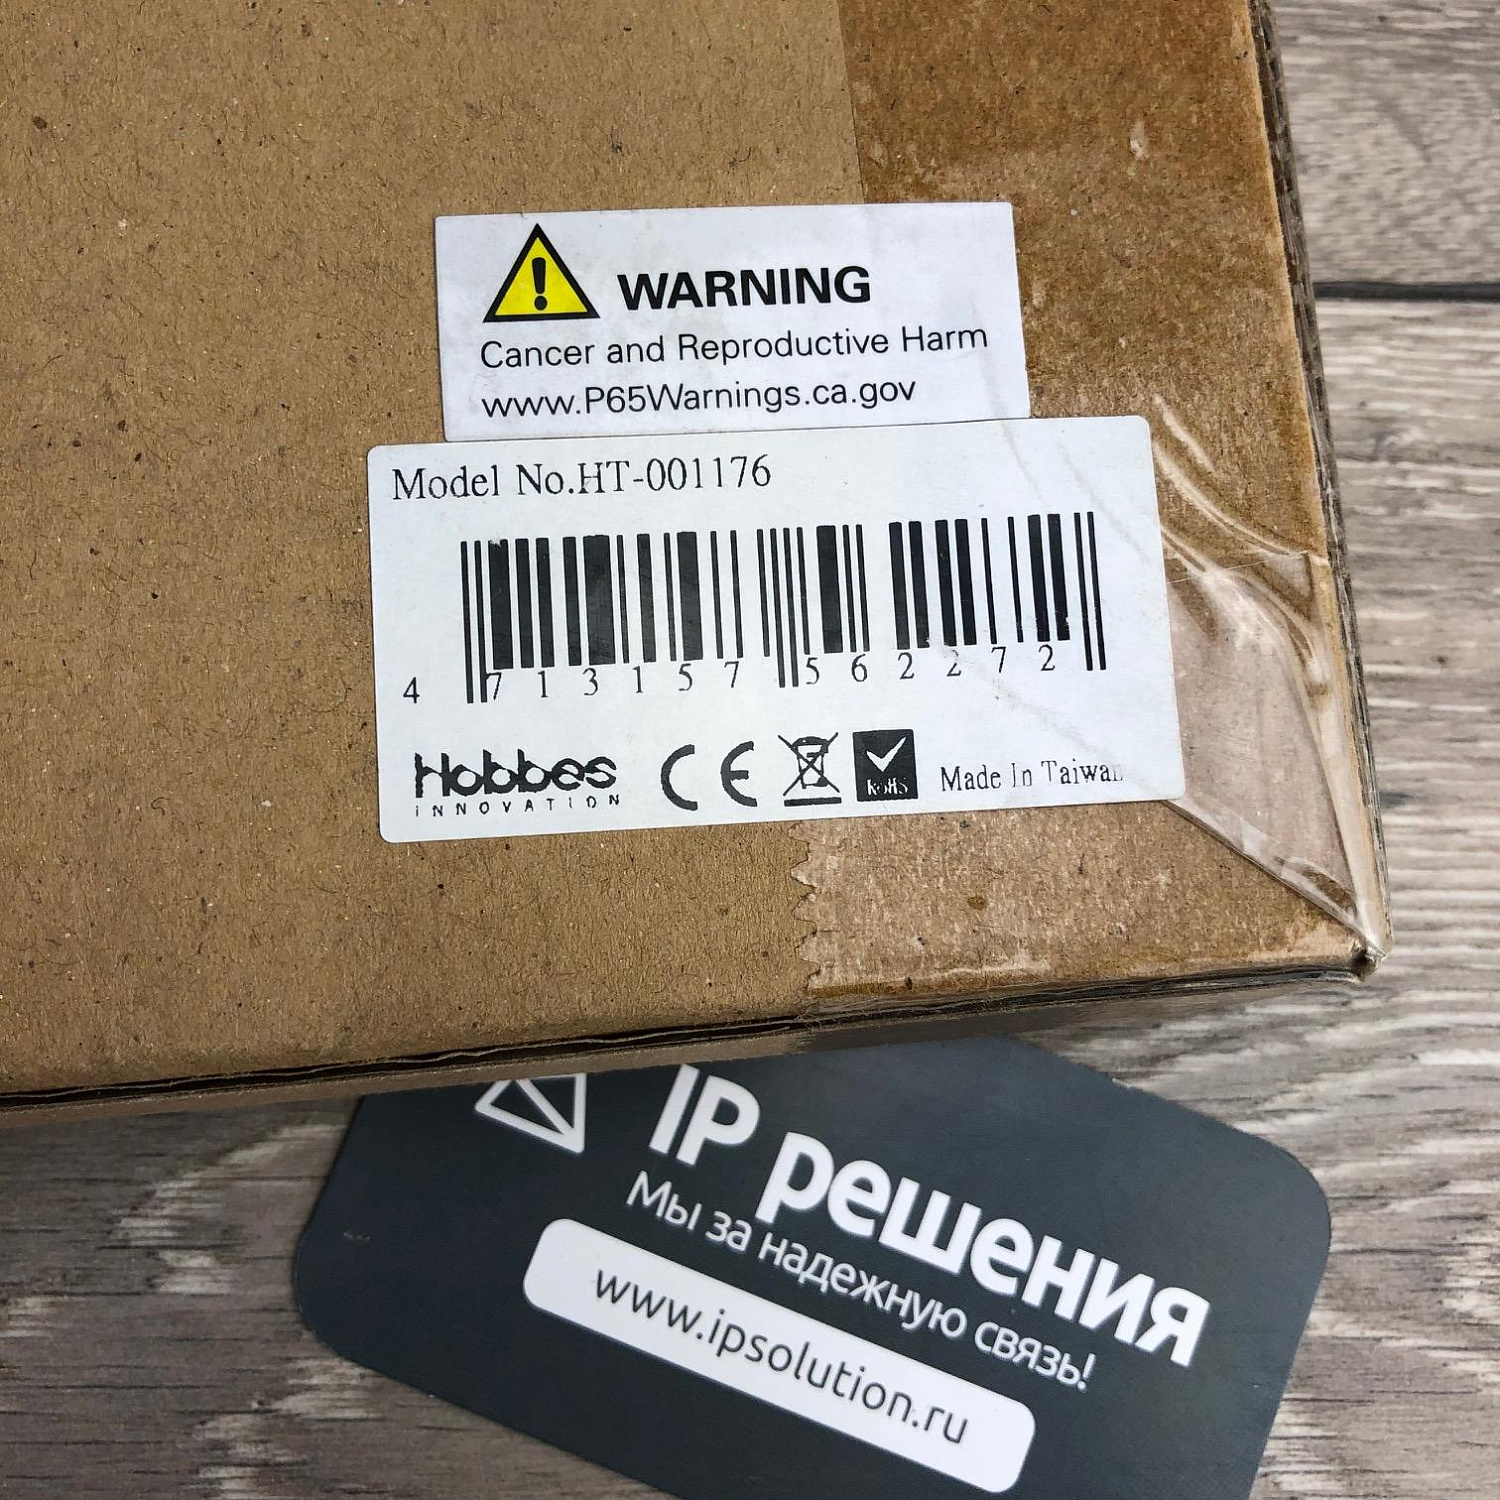 WARNING
Cancer and Reproductive Harm
www.P65Warnings.ca.gov
Model No.HT-001176
4 713157 562272
Hobbes
INNOVATION
CE
RoHS
Made In Taiwan
IP решения
Мы за надежную связь!
www.ipsolution.ru